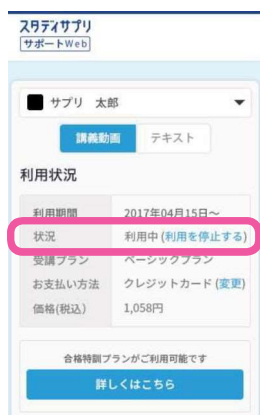 スタディサプリ
サポートWeb
サプリ 太郎
講義動画 テキスト
利用状況
利用期間 2017年04月15日～
状況 利用中 (利用を停止する)
受講プラン ベーシックプラン
お支払い方法 クレジットカード (変更)
価格(税込) 1,058円
合格特訓プランがご利用可能です
詳しくはこちら